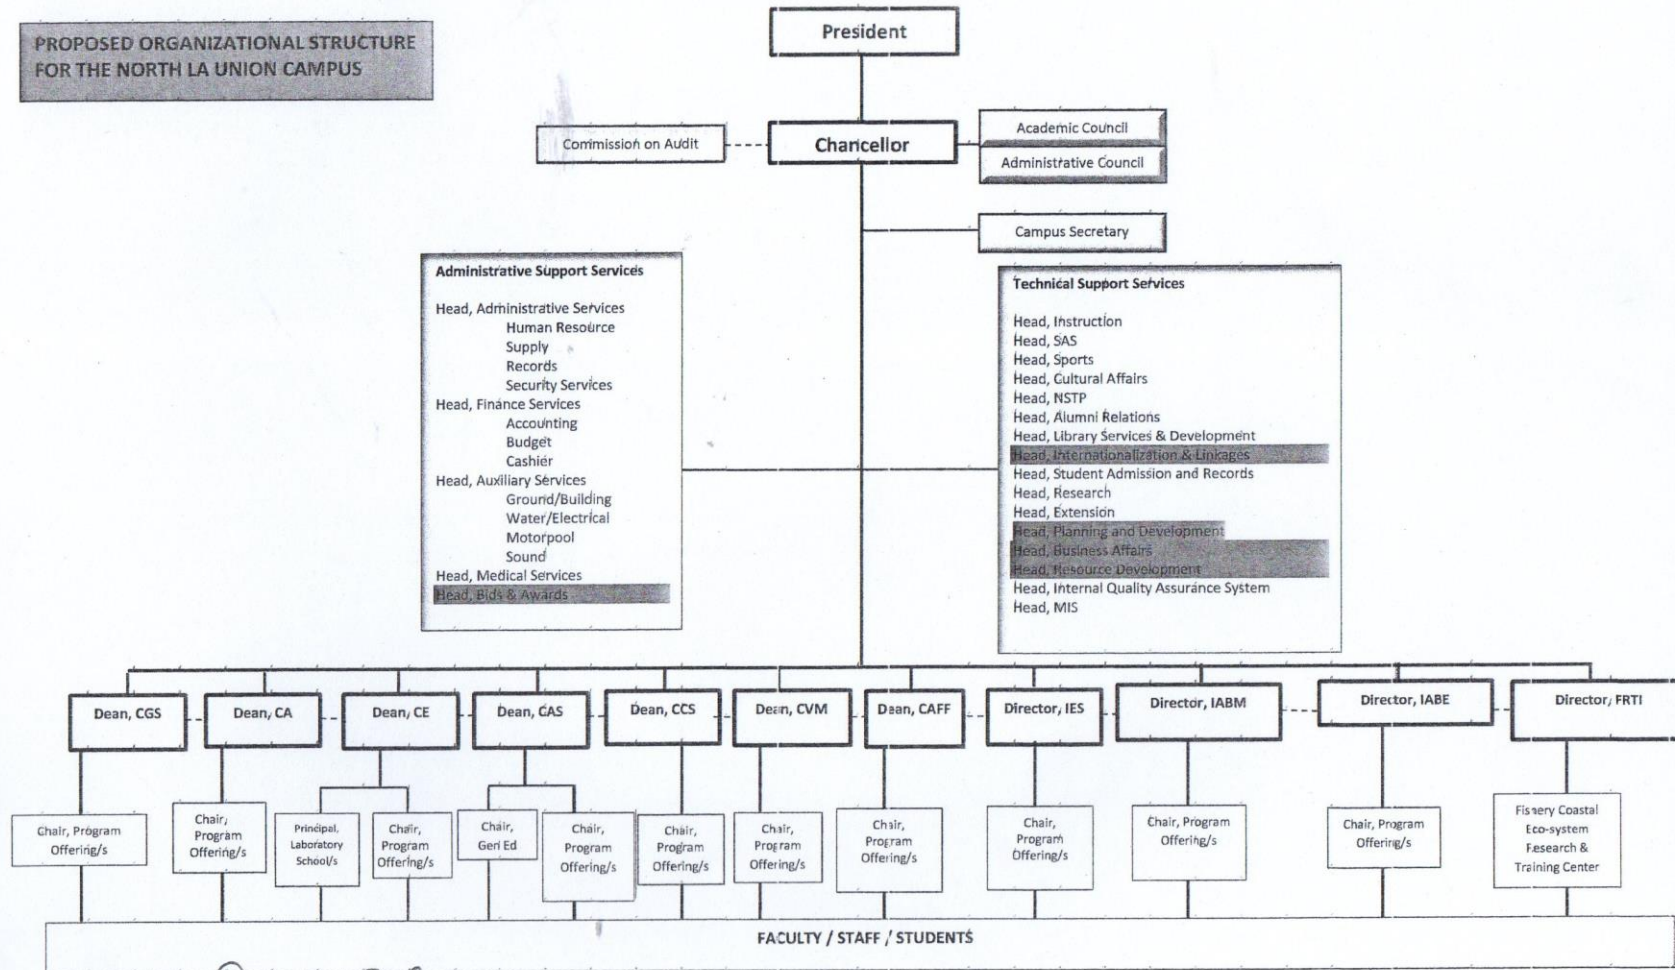 PROPOSED ORGANIZATIONAL STRUCTURE
FOR THE NORTH LA UNION CAMPUS
President
Commission on Audit
Chancellor
Academic Council
Administrative Council
Campus Secretary
Administrative Support Services
Head, Administrative Services
Human Resource
Supply
Records
Security Services
Head, Finance Services
Accounting
Budget
Cashier
Head, Auxiliary Services
Ground/Building
Water/Electrical
Motorpool
Sound
Head, Medical Services
Head, Bids & Awards
Technical Support Services
Head, Instruction
Head, SAS
Head, Sports
Head, Cultural Affairs
Head, NSTP
Head, Alumni Relations
Head, Library Services & Development
Head, Internationalization & Linkages
Head, Student Admission and Records
Head, Research
Head, Extension
Head, Planning and Development
Head, Business Affairs
Head, Resource Development
Head, Internal Quality Assurance System
Head, MIS
Dean, CGS
Dean, CA
Dean, CE
Dean, CAS
Dean, CCS
Dean, CVM
Dean, CAFF
Director, IES
Director, IABM
Director, IABE
Director, FRTI
Chair, Program
Offering/s
Chair,
Program
Offering/s
Principal,
Laboratory
School/s
Chair,
Program
Offering/s
Chair,
Gen Ed
Chair,
Program
Offering/s
Chair,
Program
Offering/s
Chair,
Program
Offering/s
Chair,
Program
Offering/s
Chair,
Program
Offering/s
Chair, Program
Offering/s
Chair, Program
Offering/s
Fishery Coastal
Eco-system
Research &
Training Center
FACULTY / STAFF / STUDENTS